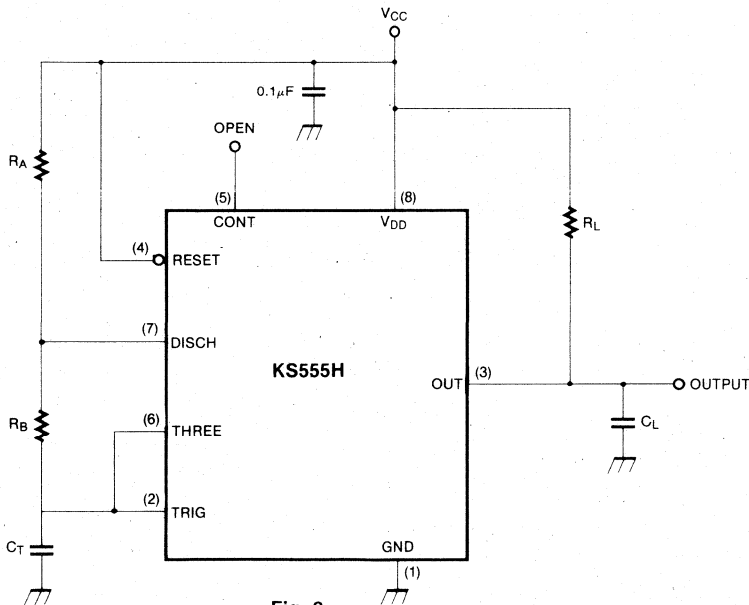 VCC
0.1μF
OPEN
RA
(5)
(8)
CONT
VDD
RL
(4)
RESET
(7)
DISCH
KS555H
OUT
(3)
OUTPUT
RB
(6)
THREE
CL
(2)
TRIG
CT
GND
(1)